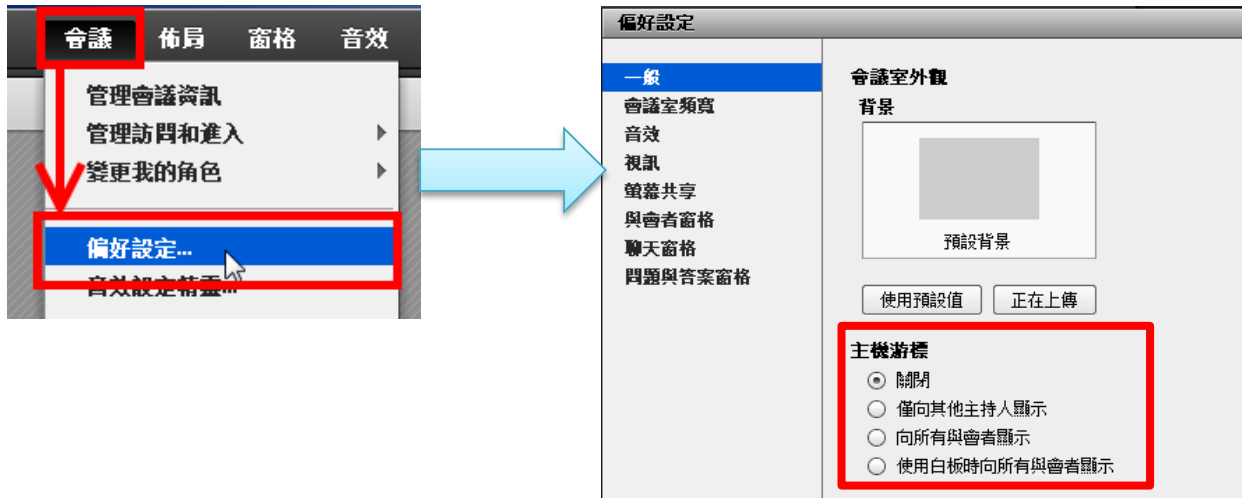 會議 佈局 窗格 音效
管理會議資訊
管理訪問和進入
變更我的角色
偏好設定...
音效設定精靈...
偏好設定
一般
會議室頻寬
音效
視訊
螢幕共享
與會者窗格
聊天窗格
問題與答案窗格
會議室外觀
背景
預設背景
使用預設值 正在上傳
主機游標
關閉
僅向其他主持人顯示
向所有與會者顯示
使用白板時向所有與會者顯示